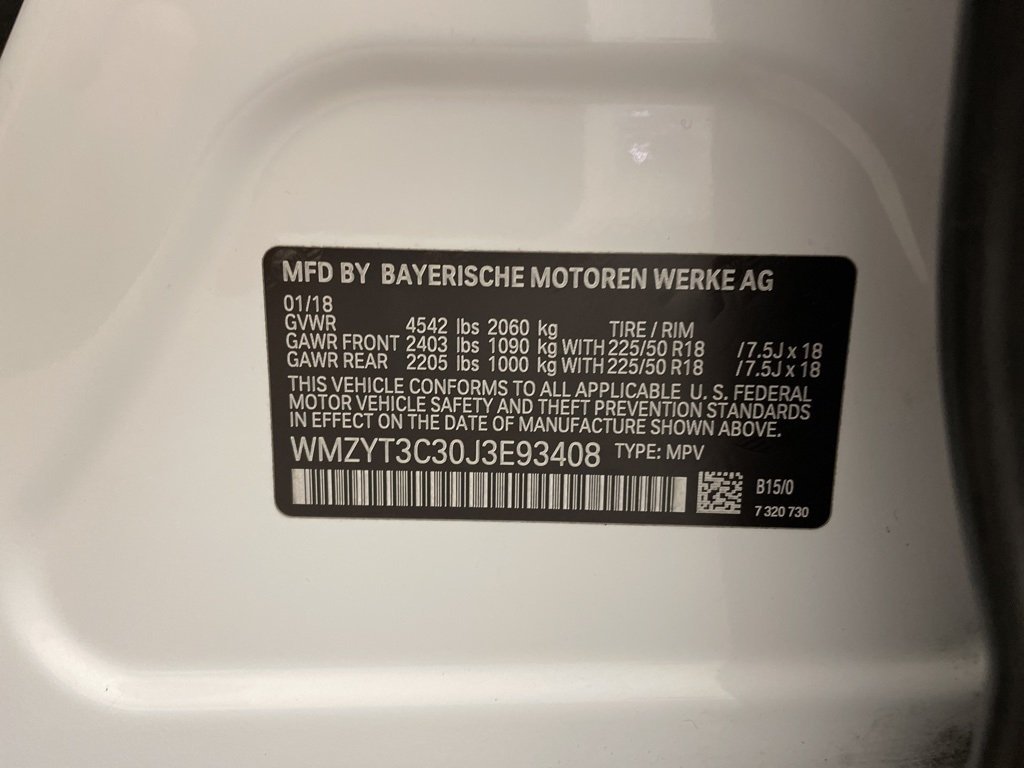 MFD BY BAYERISCHE MOTOREN WERKE AG
01/18
GVWR 4542 lbs 2060 kg TIRE / RIM
GAWR FRONT 2403 lbs 1090 kg WITH 225/50 R18 / 7.5J x 18
GAWR REAR 2205 lbs 1000 kg WITH 225/50 R18 / 7.5J x 18
THIS VEHICLE CONFORMS TO ALL APPLICABLE U. S. FEDERAL
MOTOR VEHICLE SAFETY AND THEFT PREVENTION STANDARDS
IN EFFECT ON THE DATE OF MANUFACTURE SHOWN ABOVE.
WMZYT3C30J3E93408 TYPE: MPV
B15/0
7 320 730